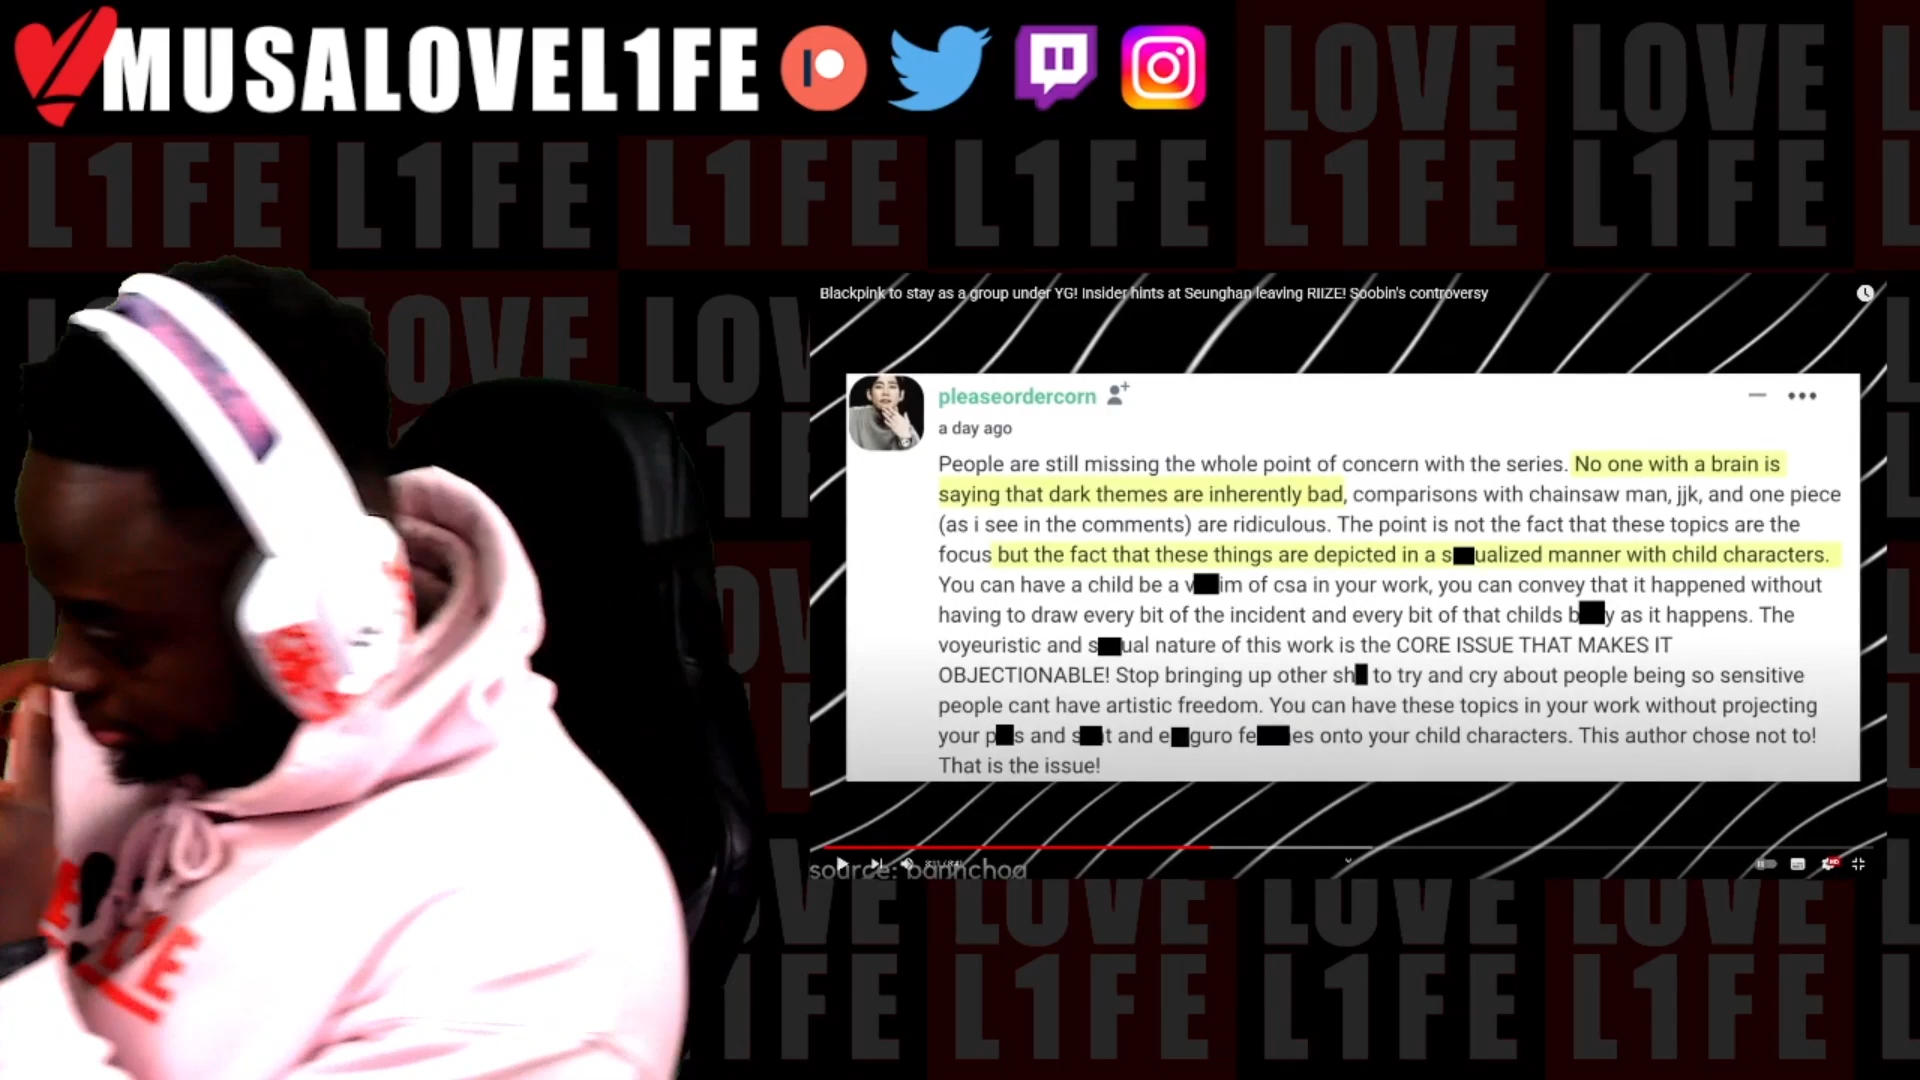 MUSALOVEL1FE
LOVE LOVE
L1FE L1FE L1FE L1FE L1FE L1FE
Blackpink to stay as a group under YG! Insider hints at Seunghan leaving RIIZE! Soobin's controversy
pleaseordercorn
a day ago
People are still missing the whole point of concern with the series. No one with a brain is
saying that dark themes are inherently bad, comparisons with chainsaw man, jjk, and one piece
(as i see in the comments) are ridiculous. The point is not the fact that these topics are the
focus but the fact that these things are depicted in a s ualized manner with child characters.
You can have a child be a v im of csa in your work, you can convey that it happened without
having to draw every bit of the incident and every bit of that childs b y as it happens. The
voyeuristic and s ual nature of this work is the CORE ISSUE THAT MAKES IT
OBJECTIONABLE! Stop bringing up other sh to try and cry about people being so sensitive
people cant have artistic freedom. You can have these topics in your work without projecting
your p s and s t and e guro fe es onto your child characters. This author chose not to!
That is the issue!
source: pannchoa
LOVE LOVE LOVE LOVE
L1FE L1FE L1FE L1FE